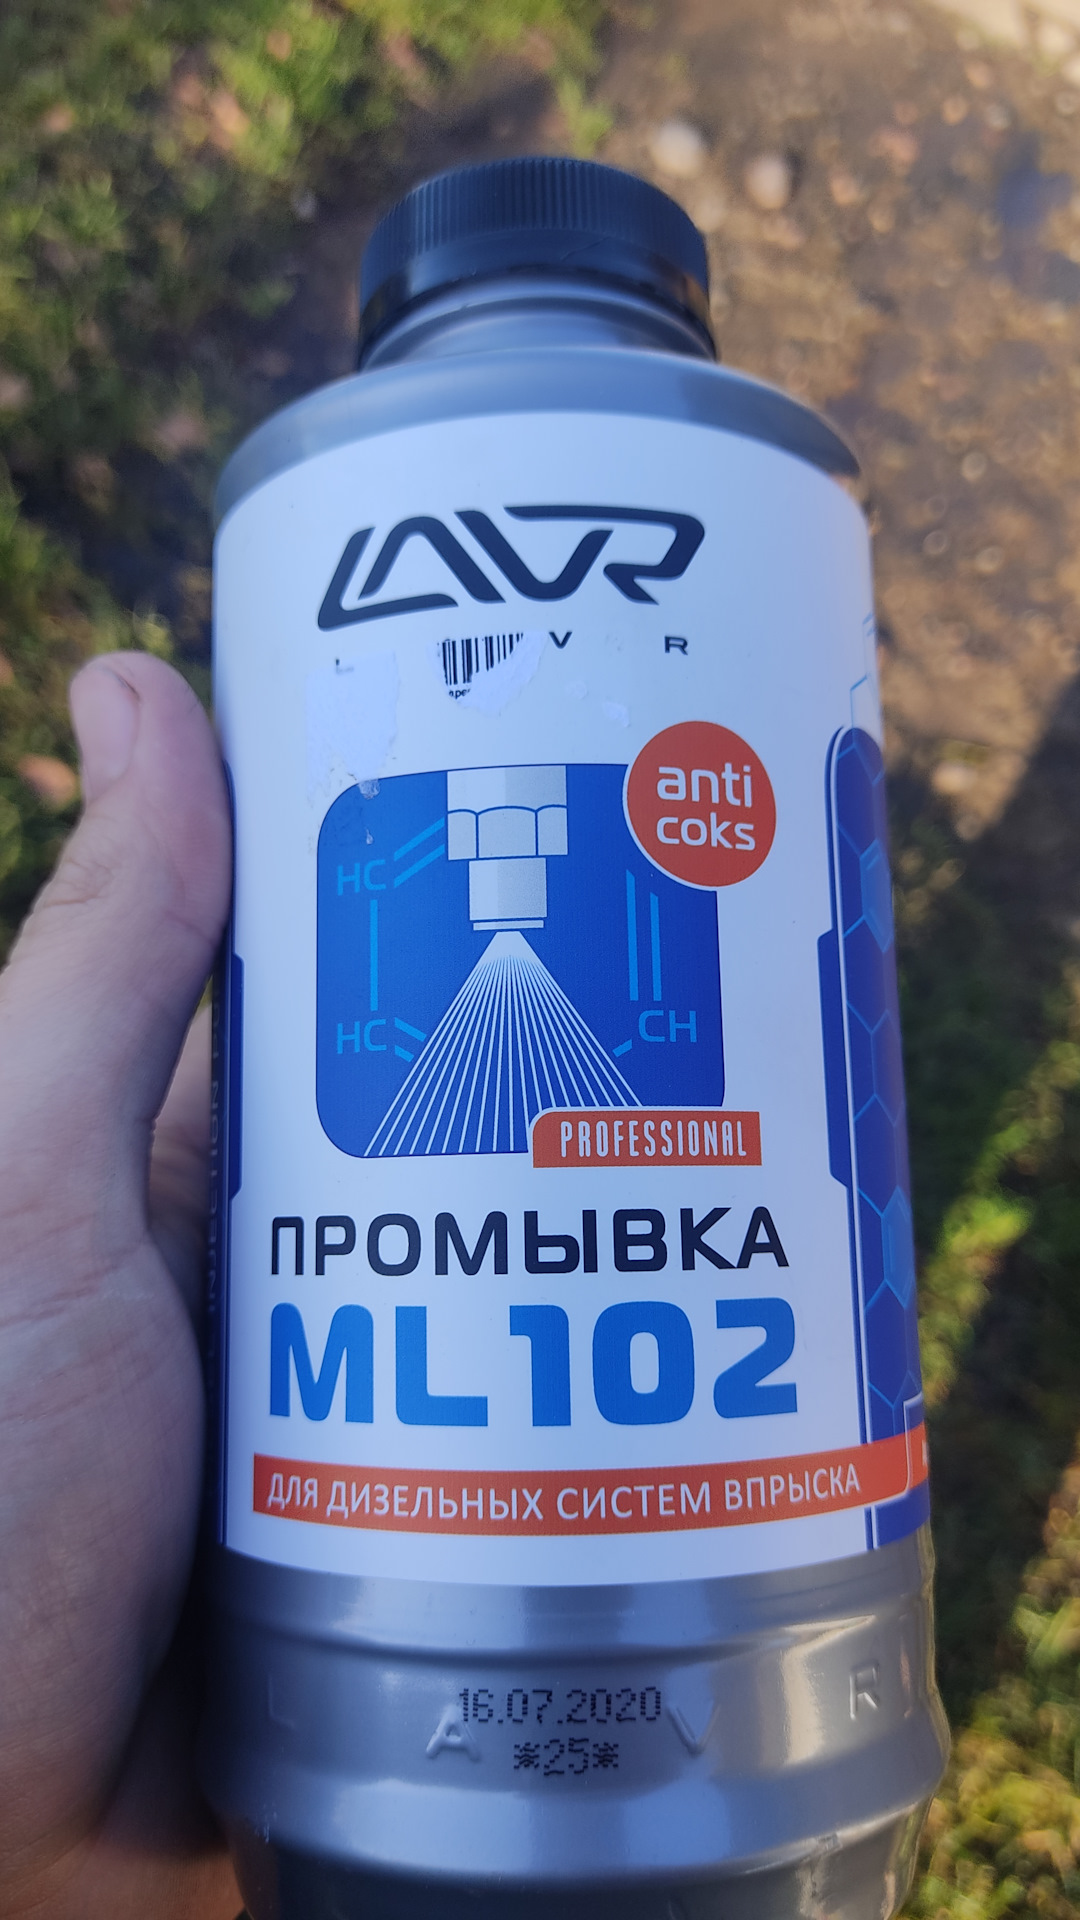 LAVR
L V R
anti
coks
HC
HC
CH
PROFESSIONAL
ПРОМЫВКА
ML102
ДЛЯ ДИЗЕЛЬНЫХ СИСТЕМ ВПРЫСКА
16.07.2020
*25*
L A V R